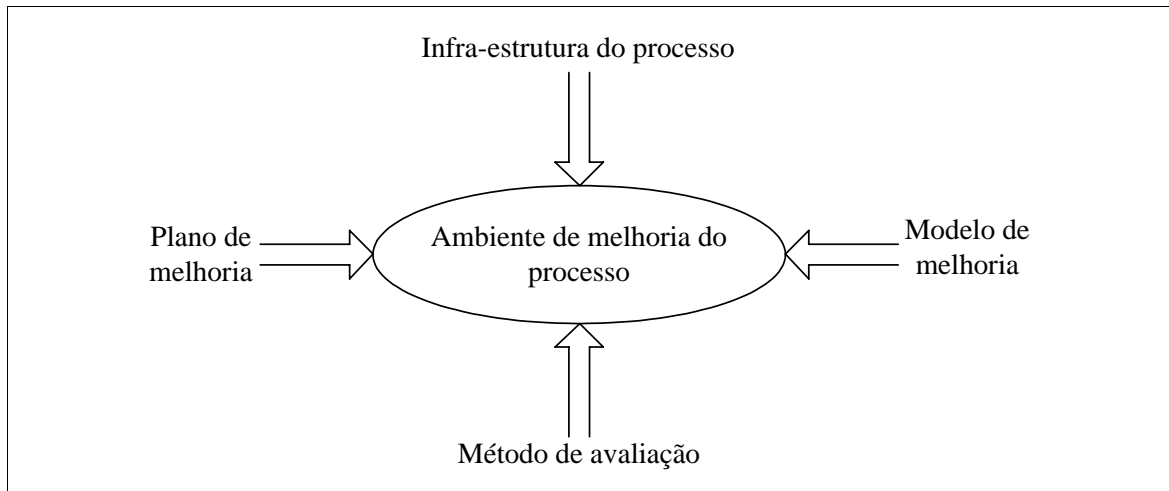 Infra-estrutura do processo
Plano de
melhoria
Ambiente de melhoria do
processo
Modelo de
melhoria
Método de avaliação